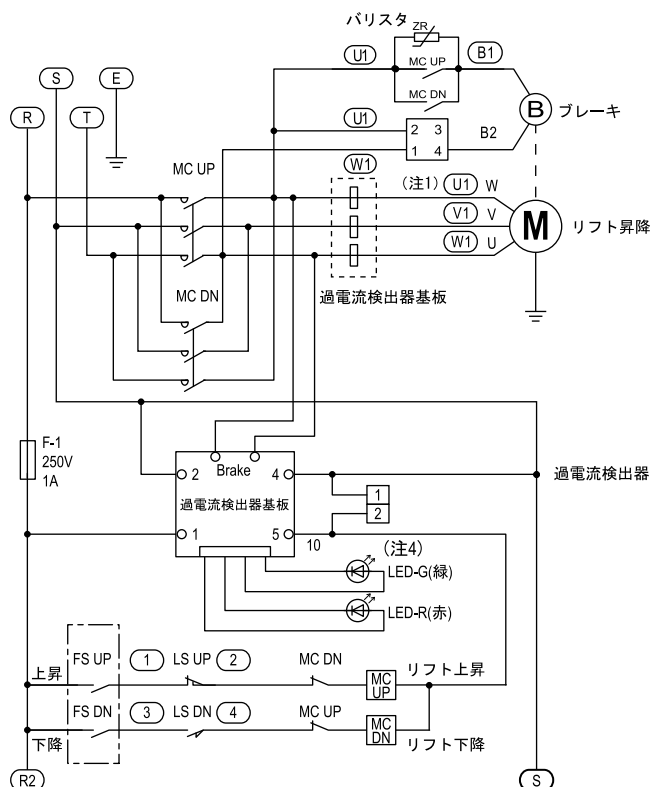 バリスタ
ZR
U1
B1
MC UP
MC DN
S
E
B
ブレーキ
R
T
U1
2 3
1 4
B2
MC UP
W1
(注1)
U1
W
V1
V
M
リフト昇降
W1
U
MC DN
過電流検出器基板
F-1
250V
1A
2
Brake
4
過電流検出器
過電流検出器基板
1
2
1
5
10
(注4)
LED-G(緑)
LED-R(赤)
上昇
FS UP
1
LS UP
2
MC DN
MC
UP
リフト上昇
下降
FS DN
3
LS DN
4
MC UP
MC
DN
リフト下降
R2
S